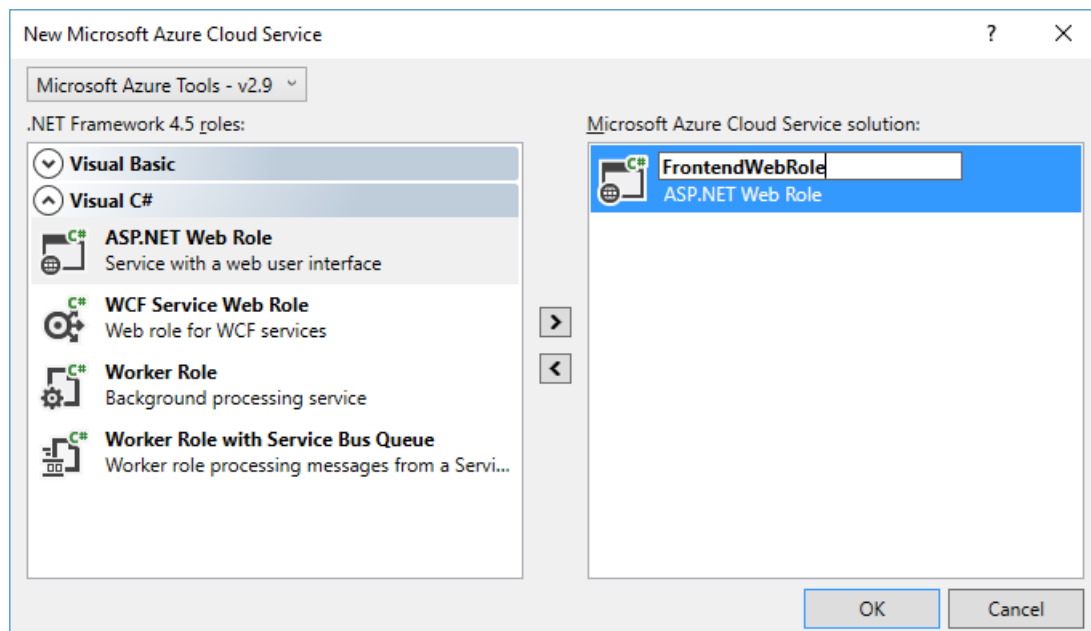 New Microsoft Azure Cloud Service
?
Microsoft Azure Tools - v2.9
.NET Framework 4.5 roles:
Visual Basic
Visual C#
C#
ASP.NET Web Role
Service with a web user interface
C#
WCF Service Web Role
Web role for WCF services
C#
Worker Role
Background processing service
C#
Worker Role with Service Bus Queue
Worker role processing messages from a Servi...
>
<
Microsoft Azure Cloud Service solution:
C#
FrontendWebRole
ASP.NET Web Role
OK
Cancel